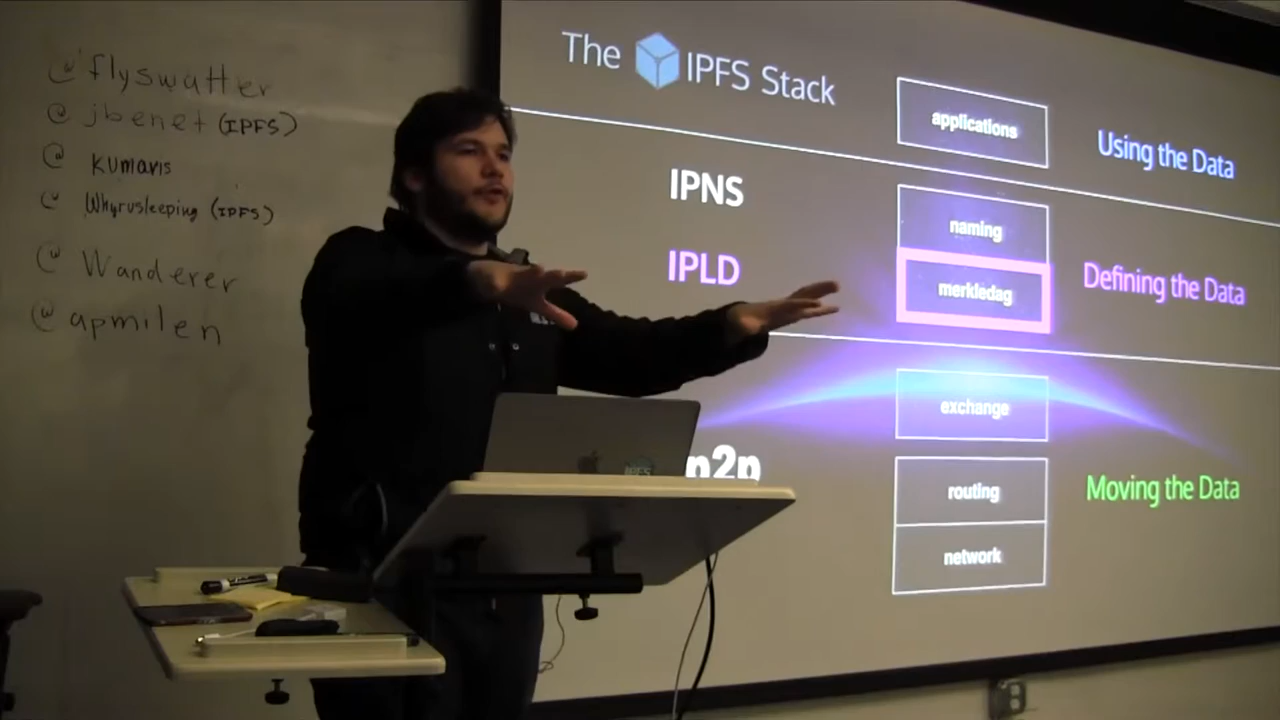 @flyswatter
@jbenet (IPFS)
@ kumavis
@ Whyrusleeping (IPFS)
@ Wanderer
@apmilen
The IPFS Stack
applications
Using the Data
IPNS
naming
IPLD
merkledag
Defining the Data
exchange
p2p
routing
Moving the Data
network
IPFS